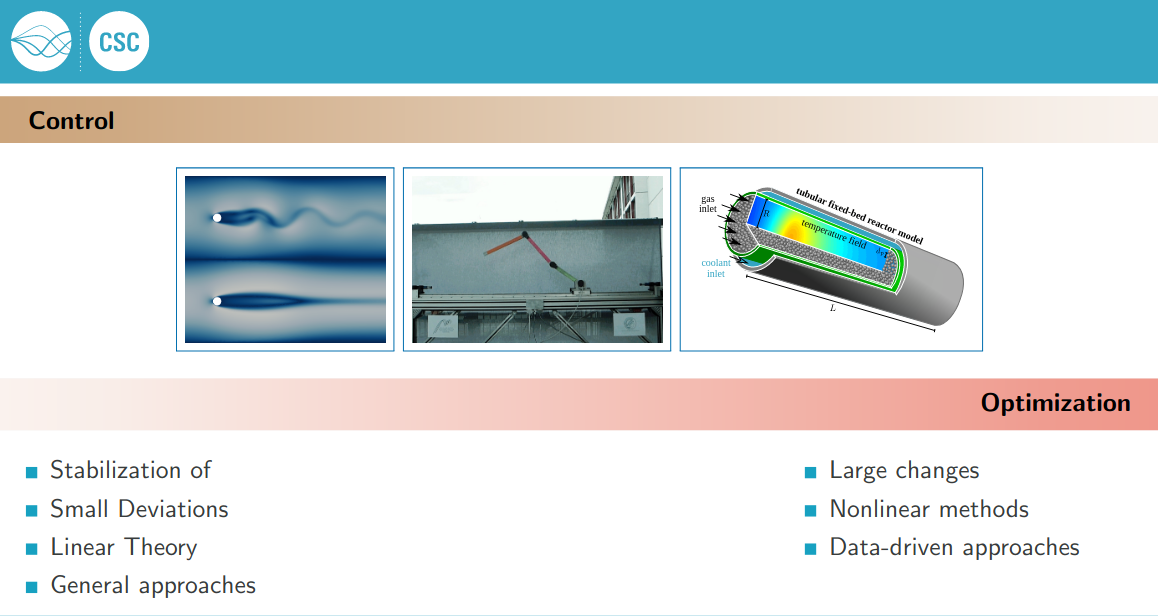 CSC
Control
gas
inlet
coolant
inlet
tubular fixed-bed reactor model
R
temperature field
L
Optimization
Stabilization of
Small Deviations
Linear Theory
General approaches
Large changes
Nonlinear methods
Data-driven approaches